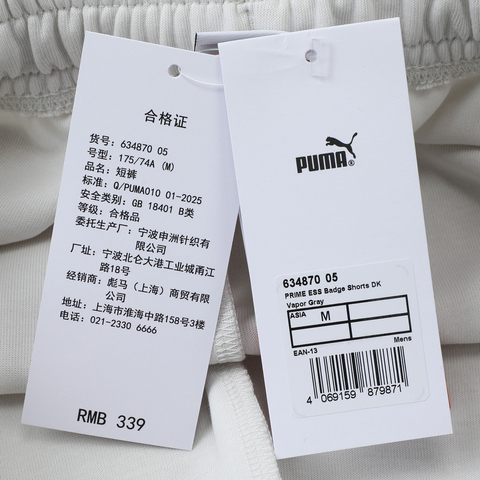 合格证
货号: 634870 05
号型: 175/74A (M)
品名: 短裤
标准: Q/PUMA010 01-2025
安全类别: GB 18401 B类
等级: 合格品
委托生产厂: 宁波申洲针织有
限公司
厂址: 宁波北仑大港工业城甬江
路18号
经销商: 彪马（上海）商贸有限
公司
地址: 上海市淮海中路158号3楼
电话: 021-2330 6666
RMB 339
PUMA®
634870 05
PRIME ESS Badge Shorts DK
Vapor Gray
ASIA M
EAN-13 Mens
4 069159 879871